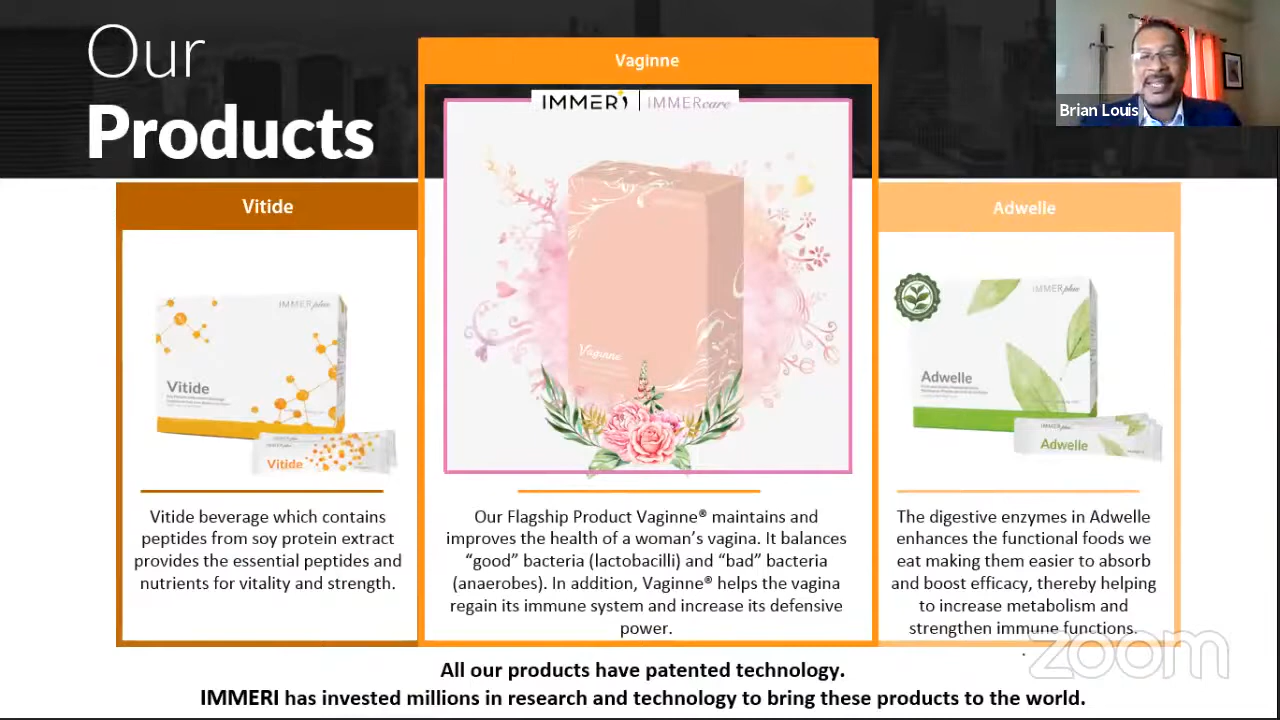 Our
Products
Brian Louis
Vaginne
IMMERI | IMMERcare
Vaginne
Vitide
IMMERplus
Vitide
IMMERplus
Vitide
Adwelle
IMMERplus
Adwelle
IMMERplus
Adwelle
Vitide beverage which contains
peptides from soy protein extract
provides the essential peptides and
nutrients for vitality and strength.
Our Flagship Product Vaginne® maintains and
improves the health of a woman's vagina. It balances
“good” bacteria (lactobacilli) and “bad” bacteria
(anaerobes). In addition, Vaginne® helps the vagina
regain its immune system and increase its defensive
power.
The digestive enzymes in Adwelle
enhances the functional foods we
eat making them easier to absorb
and boost efficacy, thereby helping
to increase metabolism and
strengthen immune functions.
.
zoom
All our products have patented technology.
IMMERI has invested millions in research and technology to bring these products to the world.